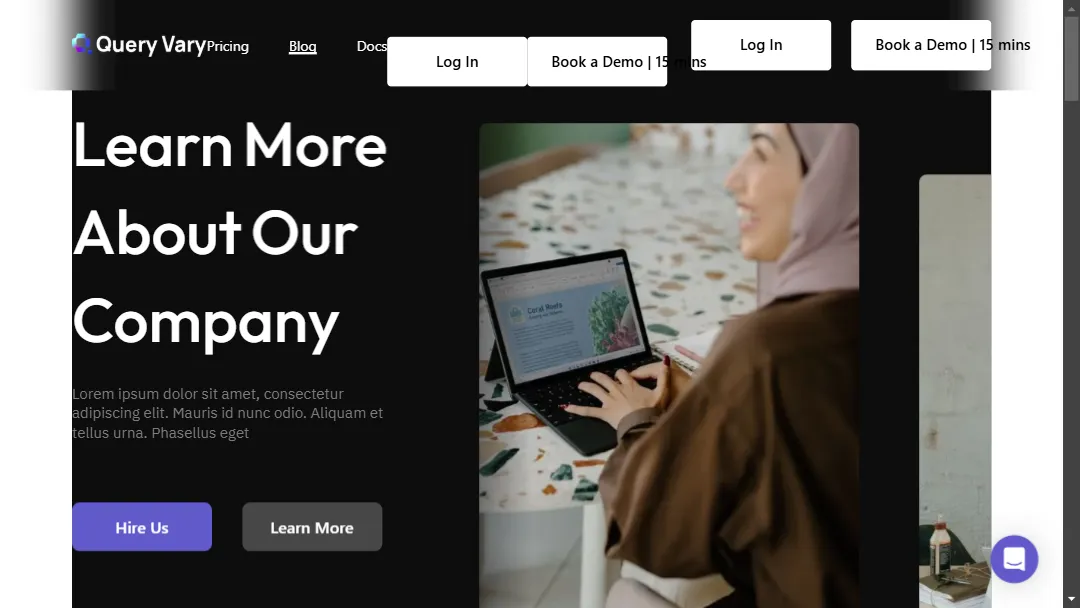 Query Vary
Pricing
Blog
Docs
Log In
Book a Demo | 15 mins
Log In
Book a Demo | 15 mins
Learn More
About Our
Company
Lorem ipsum dolor sit amet, consectetur
adipiscing elit. Mauris id nunc odio. Aliquam et
tellus urna. Phasellus eget
Hire Us
Learn More
Coral Reefs